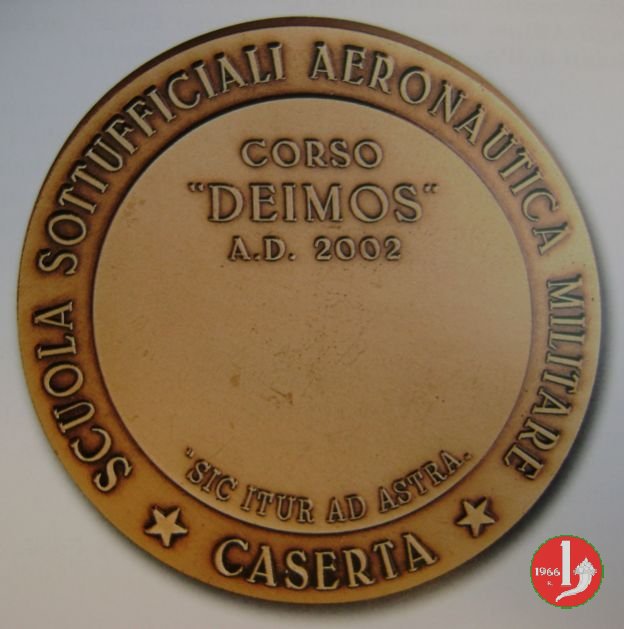 SCUOLA SOTTUFFICIALI AERONAUTICA MILITARE
CORSO
"DEIMOS"
A.D. 2002
"SIC ITUR AD ASTRA.
CASERTA
1966
R.